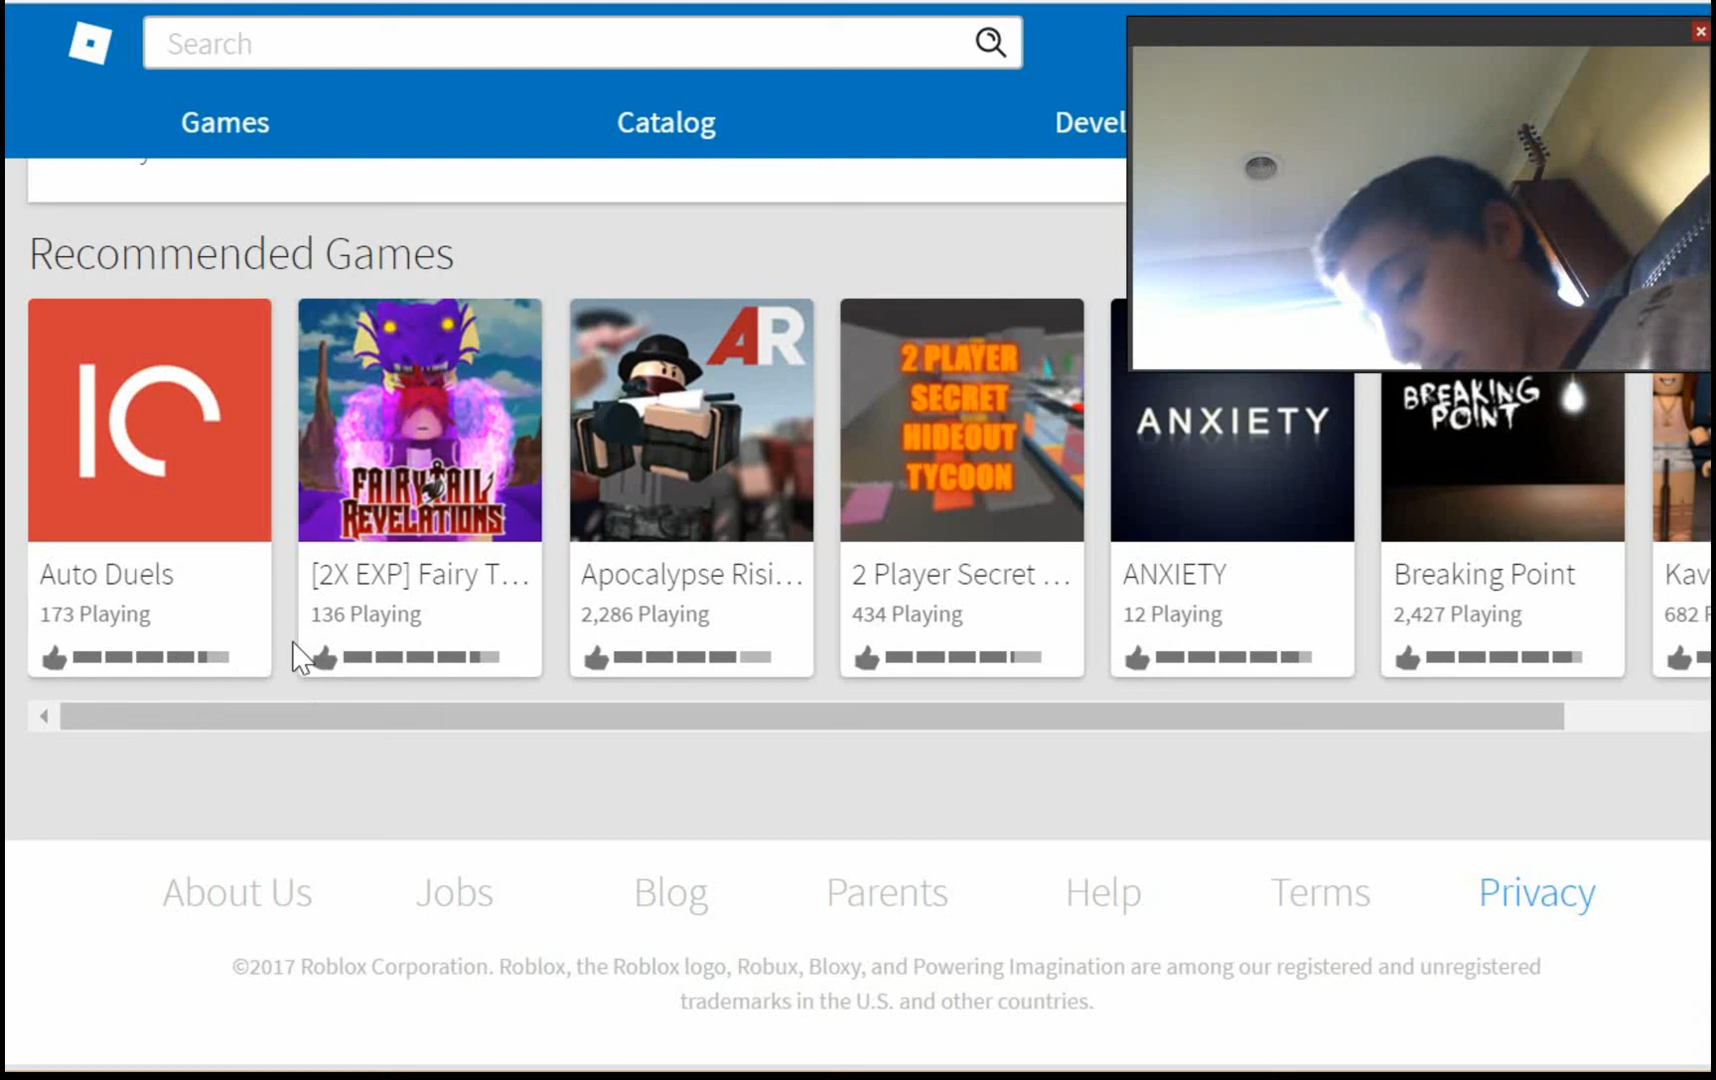 Search
Games
Catalog
Devel
Recommended Games
IC
FAIRY TAIL
REVELATIONS
AR
2 PLAYER
SECRET
HIDEOUT
TYCOON
ANXIETY
BREAKING
POINT
Auto Duels
[2X EXP] Fairy T...
Apocalypse Risi...
2 Player Secret ...
ANXIETY
Breaking Point
Kav
173 Playing
136 Playing
2,286 Playing
434 Playing
12 Playing
2,427 Playing
682 P
About Us
Jobs
Blog
Parents
Help
Terms
Privacy
©2017 Roblox Corporation. Roblox, the Roblox logo, Robux, Bloxy, and Powering Imagination are among our registered and unregistered
trademarks in the U.S. and other countries.